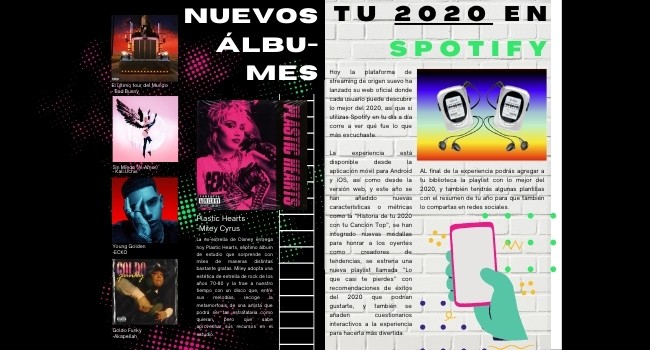 NUEVOS
ÁLBU-
MES
El último tour del Mundo
-Bad Bunny
Sin Miedo (del Amor)
-Kali Uchis
Young Golden
-ECKO
GOLDO
Goldo Funky
-Akapellah
PLASTIC HEARTS
Plastic Hearts
-Miley Cyrus
La ex estrella de Disney entrega
hoy Plastic Hearts, séptimo álbum
de estudio que sorprende con
mixes de maneras distintas
bastante gratas. Miley adopta una
estética de estrella de rock de los
años 70-80 y la trae a nuestro
tiempo con un disco que, entre
sus melodías, recoge la
metamorfosis de una artista que
podrá ser tan estrafalaria como
quieran, pero que sabe
aprovechar sus recursos en el
estudio.
TU 2020 EN
SPOTIFY
Hoy la plataforma de
streaming de origen sueco ha
lanzado su web oficial donde
cada usuario puede descubrir
lo mejor del 2020, así que si
utilizas Spotify en tu día a día
corre a ver qué fue lo que
más escuchaste.
La experiencia está
disponible desde la
aplicación móvil para Android
y iOS, así como desde la
versión web, y este año se
han añadido nuevas
características o métricas
como la "Historia de tu 2020
con tu Canción Top", se han
integrado nuevas medallas
para honrar a los oyentes
como creadores de
tendencias, se estrena una
nueva playlist llamada "Lo
que casi te pierdes" con
recomendaciones de éxitos
del 2020 que podrían
gustarte, y también se
añaden cuestionarios
interactivos a la experiencia
para hacerla más divertida.
AL final de la experiencia podrás agregar a
tu biblioteca la playlist con lo mejor del
2020, y también tendrás algunas plantillas
con el resumen de tu año para que también
lo compartas en redes sociales.